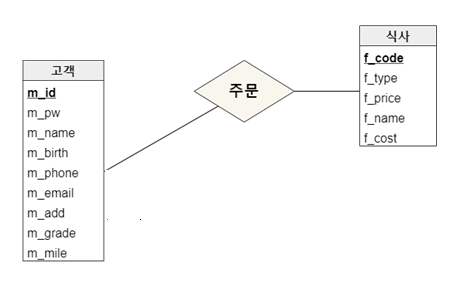 고객
m_id
m_pw
m_name
m_birth
m_phone
m_email
m_add
m_grade
m_mile
주문
식사
f_code
f_type
f_price
f_name
f_cost